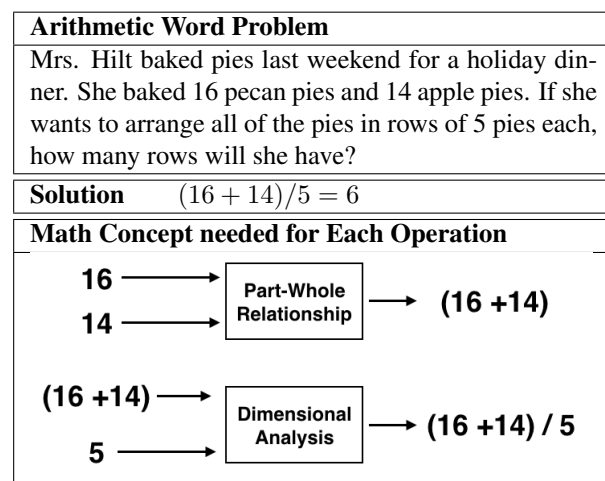 Arithmetic Word Problem
Mrs. Hilt baked pies last weekend for a holiday din-
ner. She baked 16 pecan pies and 14 apple pies. If she
wants to arrange all of the pies in rows of 5 pies each,
how many rows will she have?
Solution (16 + 14)/5 = 6
Math Concept needed for Each Operation
16
14
Part-Whole
Relationship
(16 +14)
(16 +14)
5
Dimensional
Analysis
(16 +14) / 5